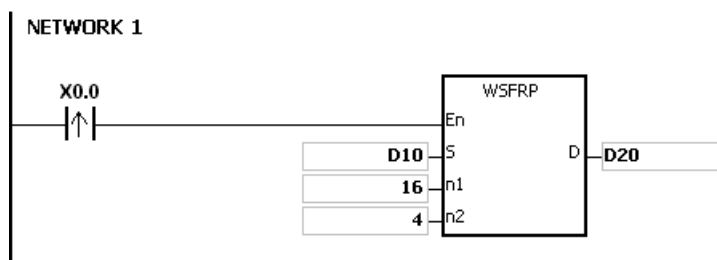 NETWORK 1
X0.0
WSFRP
En
D10 S D D20
16 n1
4 n2